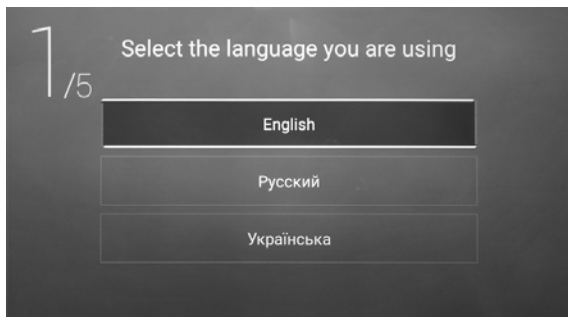 1/5
Select the language you are using
English
Русский
Українська